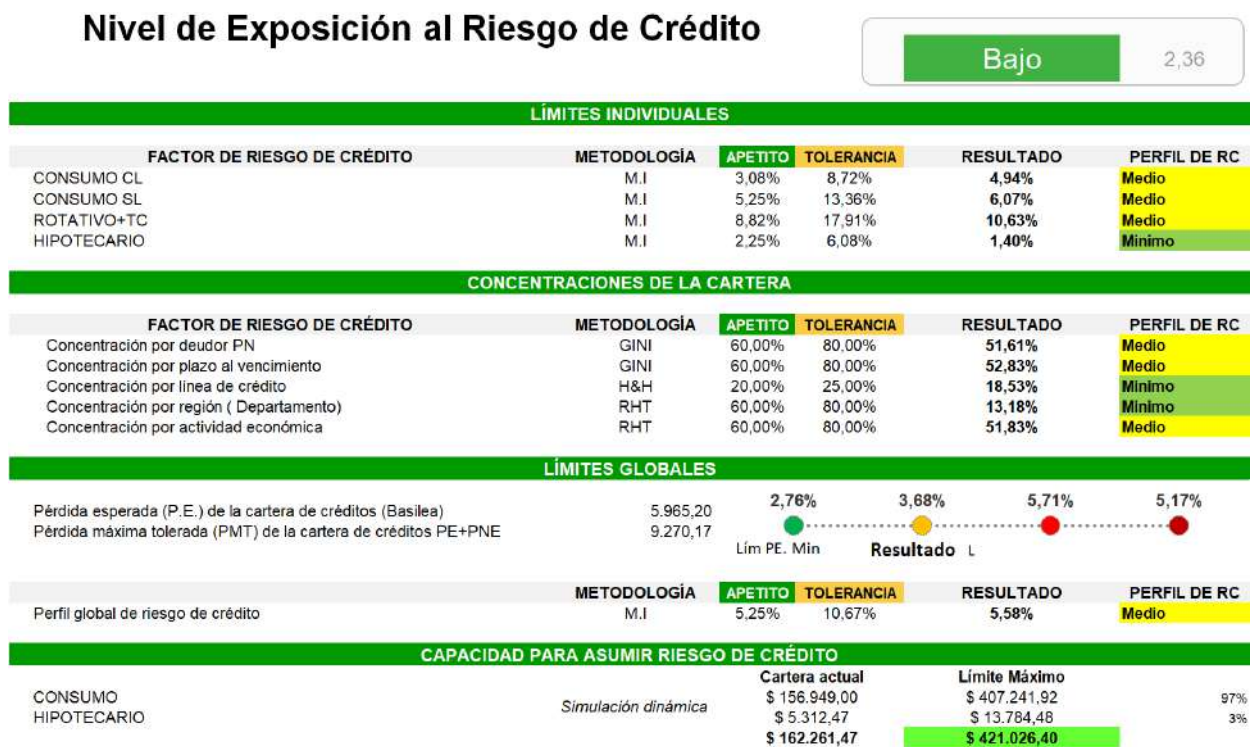 Nivel de Exposición al Riesgo de Crédito
Bajo 2,36
LÍMITES INDIVIDUALES
FACTOR DE RIESGO DE CRÉDITO METODOLOGÍA APETITO TOLERANCIA RESULTADO PERFIL DE RC
CONSUMO CL M.I 3,08% 8,72% 4,94% Medio
CONSUMO SL M.I 5,25% 13,36% 6,07% Medio
ROTATIVO+TC M.I 8,82% 17,91% 10,63% Medio
HIPOTECARIO M.I 2,25% 6,08% 1,40% Minimo
CONCENTRACIONES DE LA CARTERA
FACTOR DE RIESGO DE CRÉDITO METODOLOGÍA APETITO TOLERANCIA RESULTADO PERFIL DE RC
Concentración por deudor PN GINI 60,00% 80,00% 51,61% Medio
Concentración por plazo al vencimiento GINI 60,00% 80,00% 52,83% Medio
Concentración por línea de crédito H&H 20,00% 25,00% 18,53% Minimo
Concentración por región ( Departamento) RHT 60,00% 80,00% 13,18% Minimo
Concentración por actividad económica RHT 60,00% 80,00% 51,83% Medio
LÍMITES GLOBALES
2,76% 3,68% 5,71% 5,17%
Pérdida esperada (P.E.) de la cartera de créditos (Basilea) 5.965,20
Pérdida máxima tolerada (PMT) de la cartera de créditos PE+PNE 9.270,17
Lím PE. Min Resultado L
METODOLOGÍA APETITO TOLERANCIA RESULTADO PERFIL DE RC
Perfil global de riesgo de crédito M.I 5,25% 10,67% 5,58% Medio
CAPACIDAD PARA ASUMIR RIESGO DE CRÉDITO
Cartera actual Límite Máximo
CONSUMO Simulación dinámica $ 156.949,00 $ 407.241,92 97%
HIPOTECARIO $ 5.312,47 $ 13.784,48 3%
$ 162.261,47 $ 421.026,40